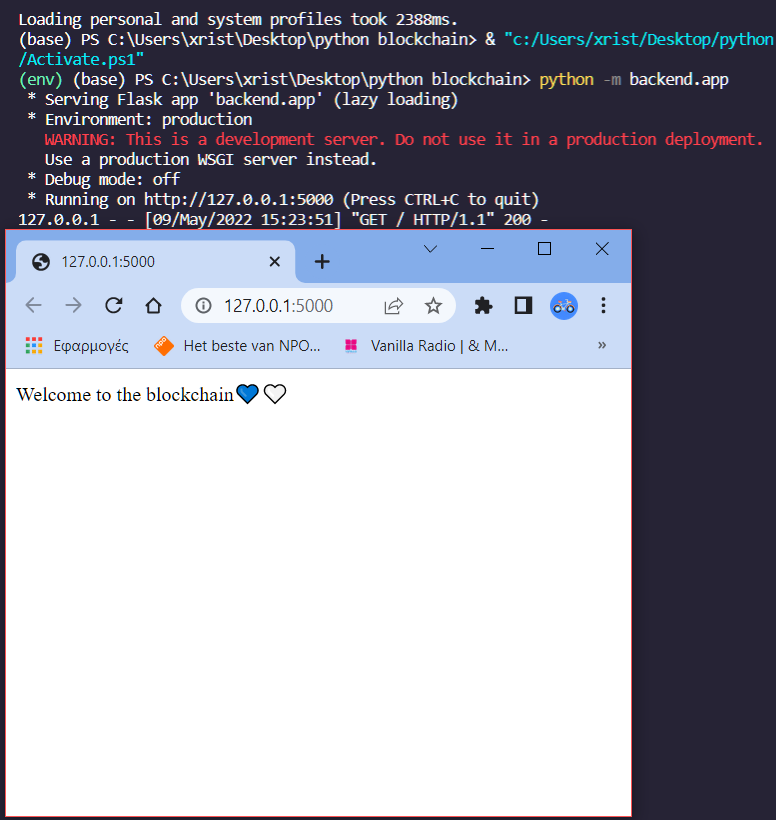 Loading personal and system profiles took 2388ms.
(base) PS C:\Users\xrist\Desktop\python blockchain> & "c:/Users/xrist/Desktop/python
/Activate.ps1"
(env) (base) PS C:\Users\xrist\Desktop\python blockchain> python -m backend.app
* Serving Flask app 'backend.app' (lazy loading)
* Environment: production
WARNING: This is a development server. Do not use it in a production deployment.
Use a production WSGI server instead.
* Debug mode: off
* Running on http://127.0.0.1:5000 (Press CTRL+C to quit)
127.0.0.1 - - [09/May/2022 15:23:51] "GET / HTTP/1.1" 200 -
127.0.0.1:5000
127.0.0.1:5000
Εφαρμογές Het beste van NPO... Vanilla Radio | & M... »
Welcome to the blockchain💙🤍